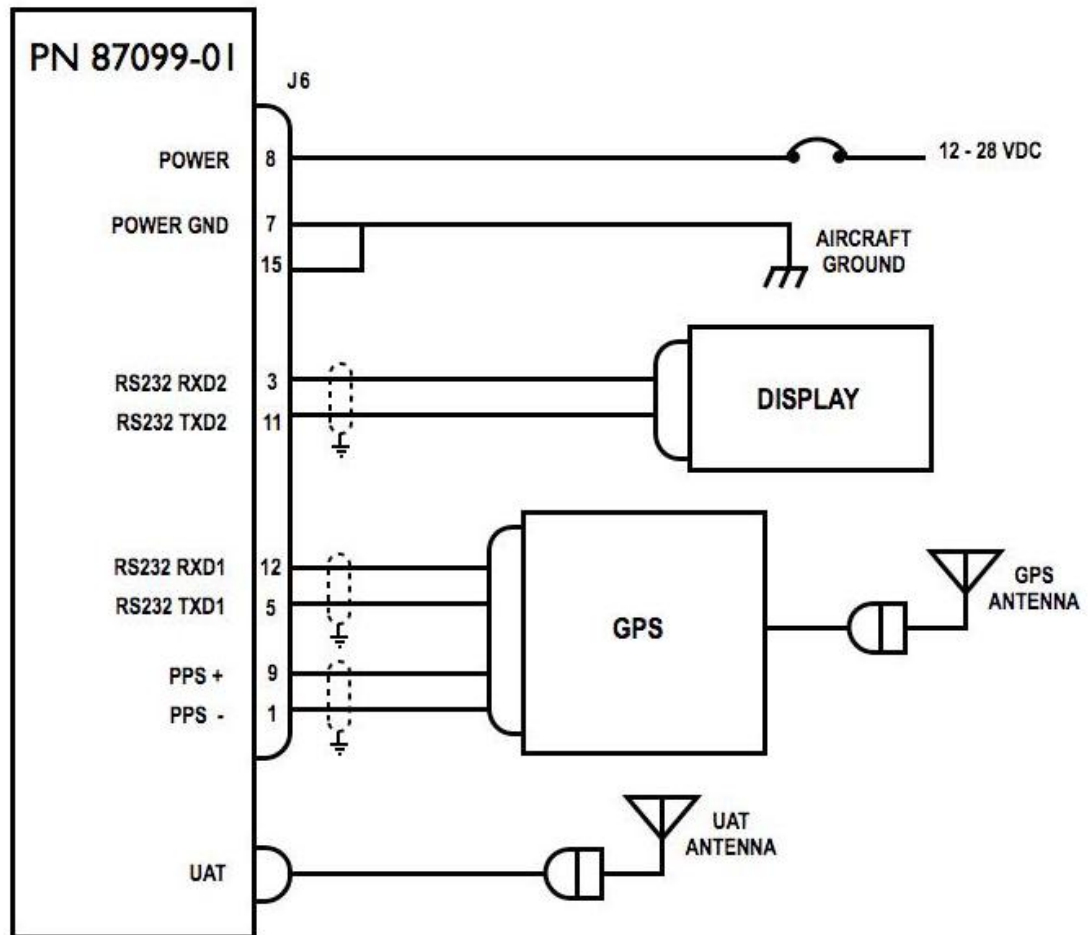 PN 87099-01
J6
POWER 8 12 - 28 VDC
POWER GND 7
15
AIRCRAFT
GROUND
RS232 RXD2 3
RS232 TXD2 11
DISPLAY
RS232 RXD1 12
RS232 TXD1 5
PPS + 9
PPS - 1
GPS
GPS
ANTENNA
UAT
UAT
ANTENNA